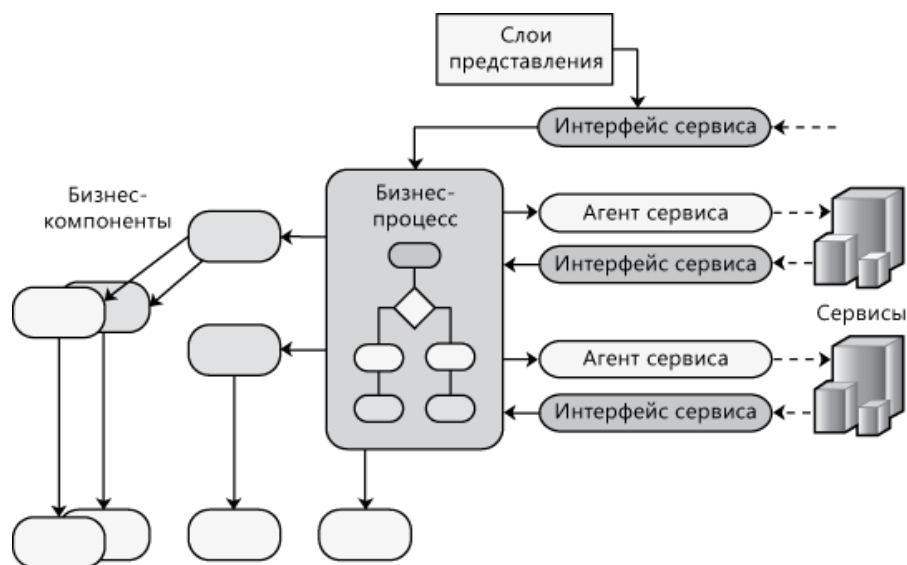 Слои
представления
Интерфейс сервиса
Бизнес-
компоненты
Бизнес-
процесс
Агент сервиса
Интерфейс сервиса
Сервисы
Агент сервиса
Интерфейс сервиса